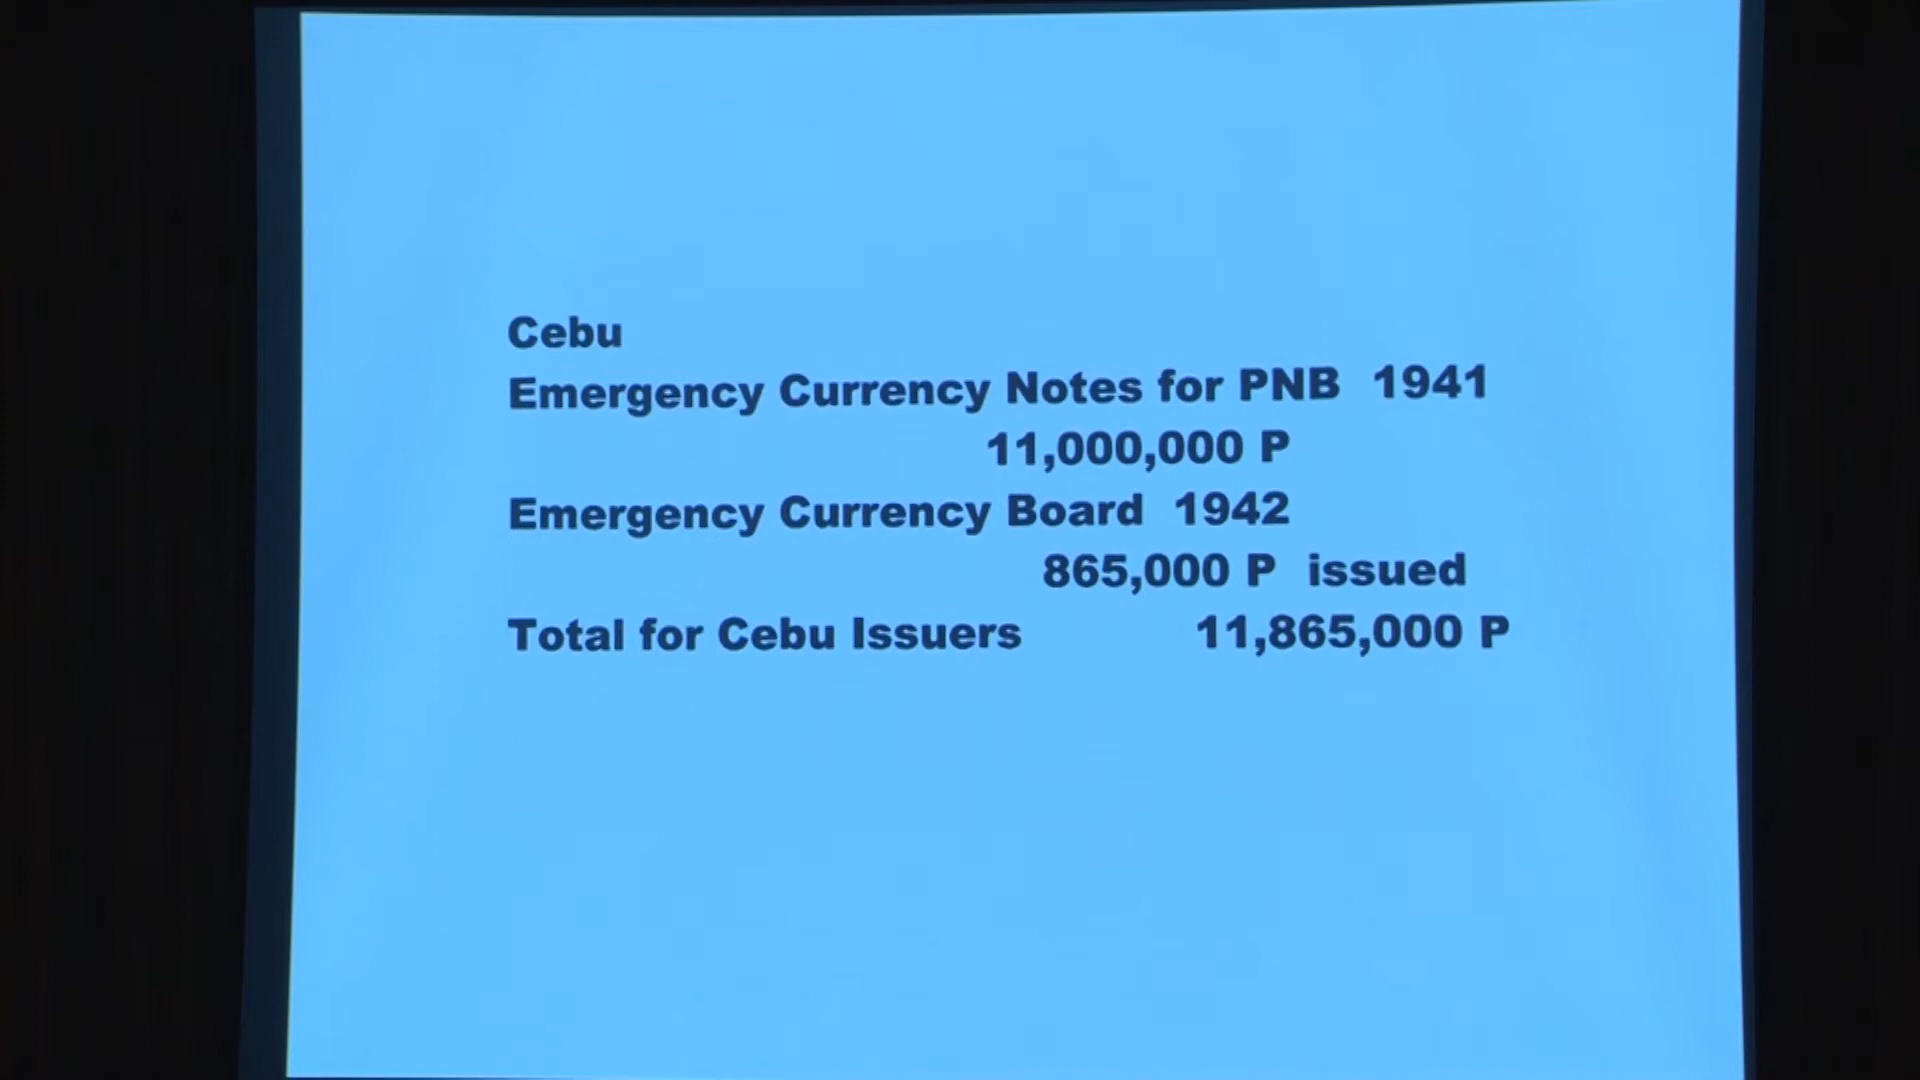 Cebu
Emergency Currency Notes for PNB 1941
11,000,000 P
Emergency Currency Board 1942
865,000 P issued
Total for Cebu Issuers 11,865,000 P